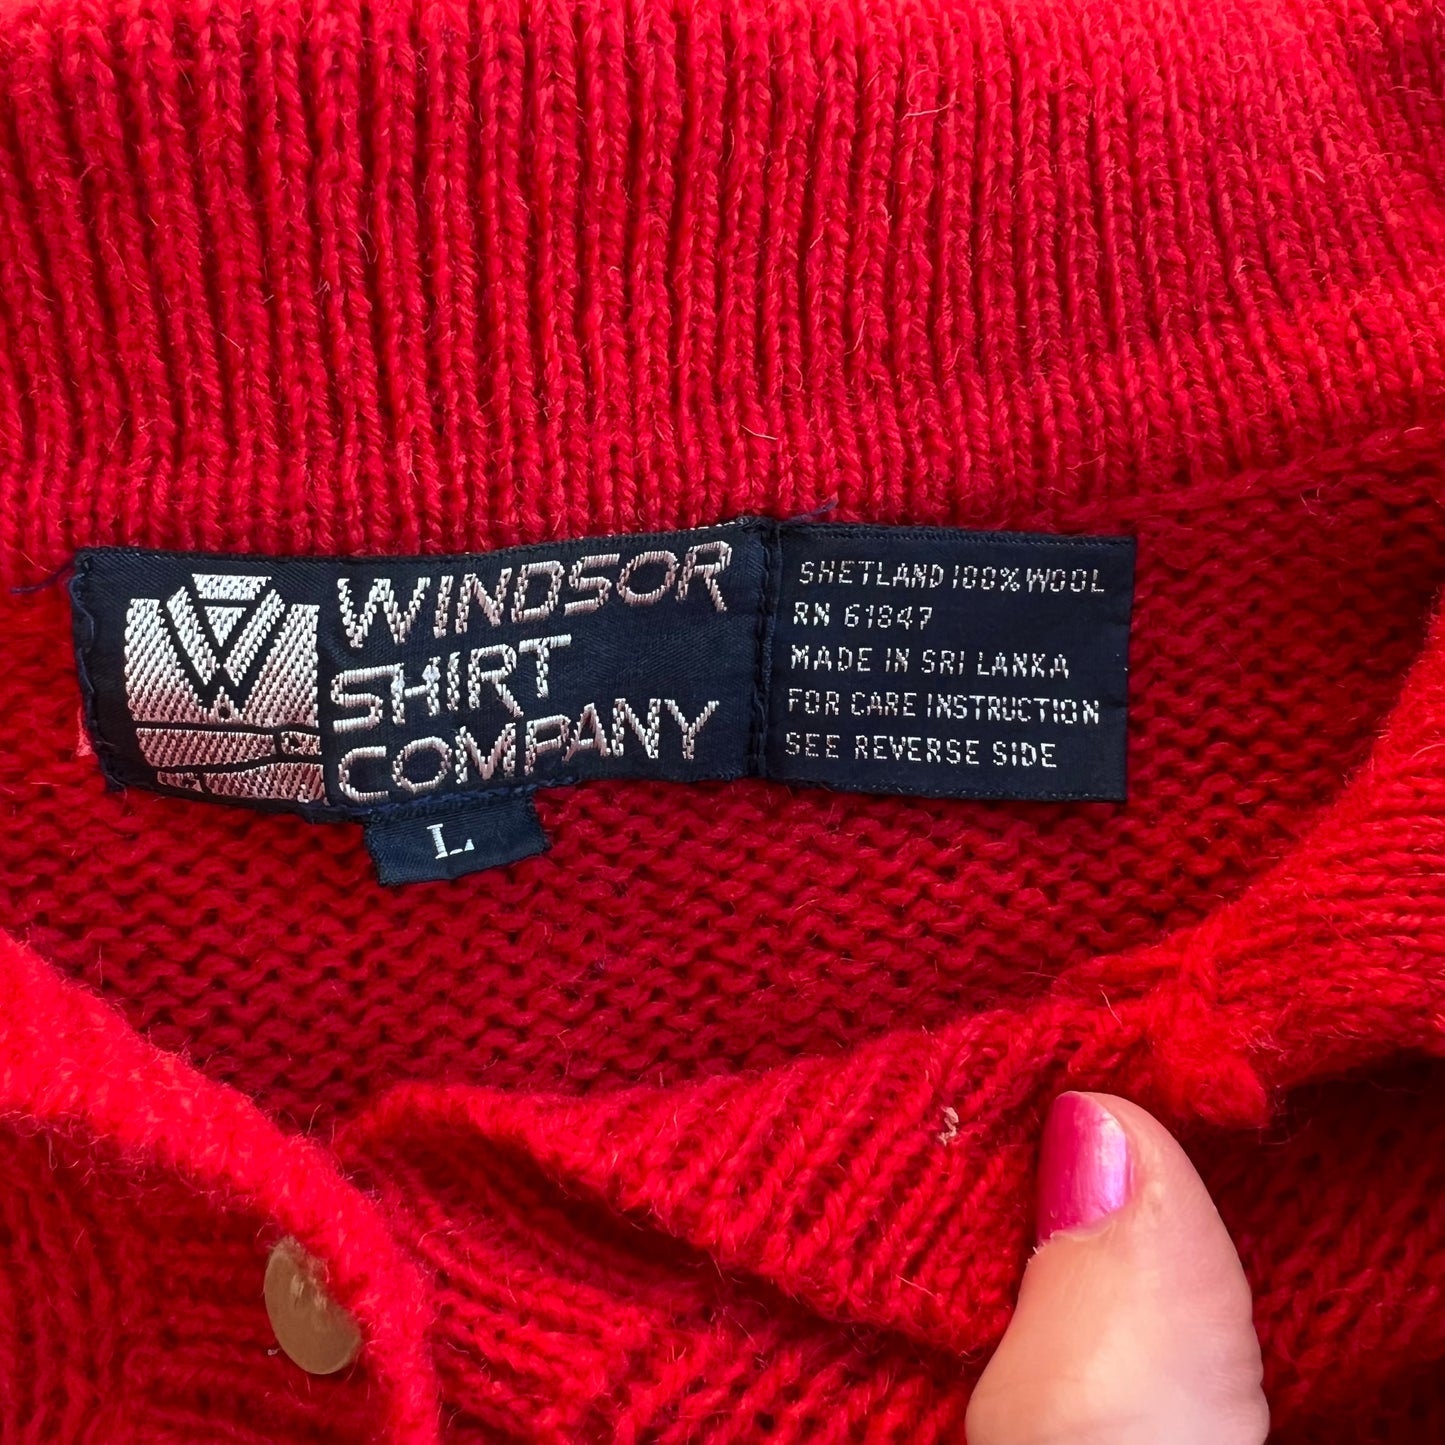 WINDSOR
SHIRT
COMPANY
L
SHETLAND 100% WOOL
RN 61847
MADE IN SRI LANKA
FOR CARE INSTRUCTION
SEE REVERSE SIDE